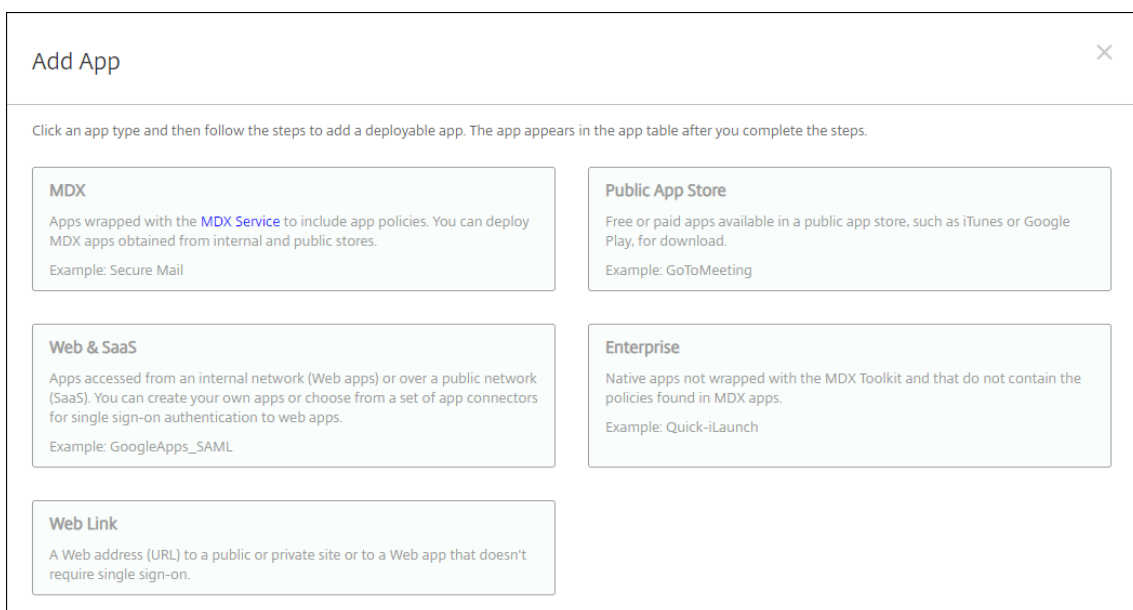 Add App
Click an app type and then follow the steps to add a deployable app. The app appears in the app table after you complete the steps.
MDX
Apps wrapped with the MDX Service to include app policies. You can deploy
MDX apps obtained from internal and public stores.
Example: Secure Mail
Public App Store
Free or paid apps available in a public app store, such as iTunes or Google
Play, for download.
Example: GoToMeeting
Web & SaaS
Apps accessed from an internal network (Web apps) or over a public network
(SaaS). You can create your own apps or choose from a set of app connectors
for single sign-on authentication to web apps.
Example: GoogleApps_SAML
Enterprise
Native apps not wrapped with the MDX Toolkit and that do not contain the
policies found in MDX apps.
Example: Quick-iLaunch
Web Link
A Web address (URL) to a public or private site or to a Web app that doesn't
require single sign-on.